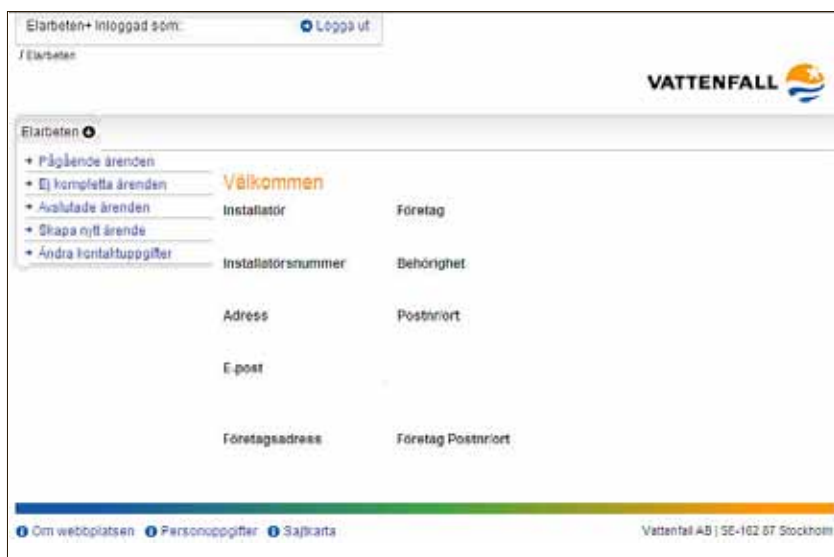 Elarbeten+ Inloggad som: Logga ut
/ Elarbeten
VATTENFALL
Elarbeten
Pågående ärenden
Ej kompletta ärenden
Avslutade ärenden
Skapa nytt ärende
Ändra kontaktuppgifter
Välkommen
Installatör Företag
Installatörsnummer Behörighet
Adress Postnr/ort
E-post
Företagsadress Företag Postnr/ort
Om webbplatsen Personuppgifter Sajtkarta Vattenfall AB | SE-162 87 Stockholm